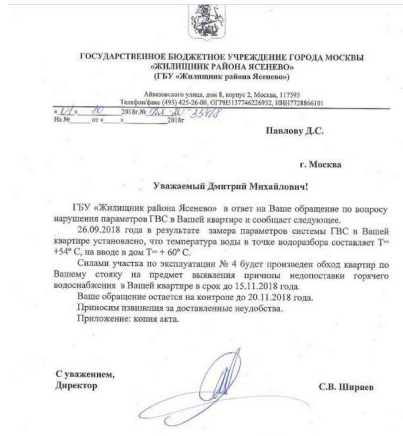 ГОСУДАРСТВЕННОЕ БЮДЖЕТНОЕ УЧРЕЖДЕНИЕ ГОРОДА МОСКВЫ
«ЖИЛИЩНИК РАЙОНА ЯСЕНЕВО»
(ГБУ «Жилищник района Ясенево»)
Айвазовского улица, дом 8, корпус 2, Москва, 117593
Телефон/факс (495) 425-26-00, ОГРН5137746226932, ИНН7728866101
« 01 » 10 2018г.№
На № от « » 2018г
Павлову Д.С.
г. Москва
Уважаемый Дмитрий Михайлович!
ГБУ «Жилищник района Ясенево» в ответ на Ваше обращение по вопросу
нарушения параметров ГВС в Вашей квартире и сообщает следующее.
26.09.2018 года в результате замера параметров системы ГВС в Вашей
квартире установлено, что температура воды в точке водоразбора составляет Т=
+54° С, на вводе в дом Т= + 60° С.
Силами участка по эксплуатации № 4 будет произведен обход квартир по
Вашему стояку на предмет выявления причины недопоставки горячего
водоснабжения в Вашей квартире в срок до 15.11.2018 года.
Ваше обращение остается на контроле до 20.11.2018 года.
Приносим извинения за доставленные неудобства.
Приложение: копия акта.
С уважением,
Директор
С.В. Ширяев